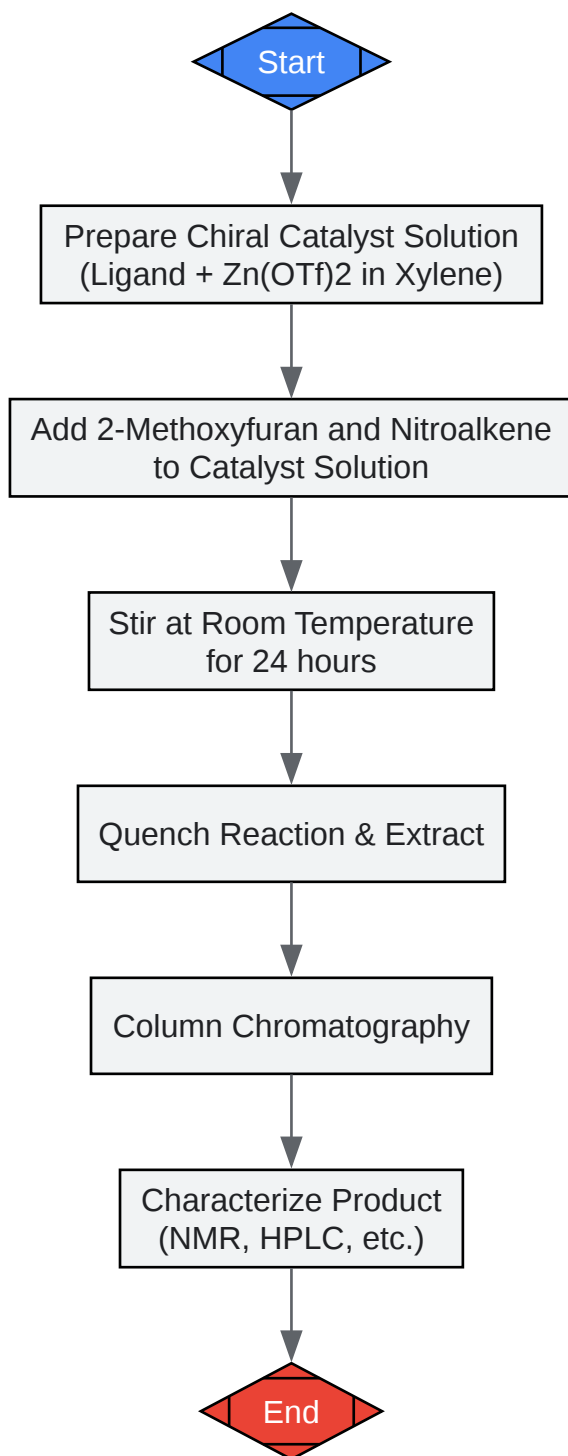 Start
Prepare Chiral Catalyst Solution
(Ligand + Zn(OTf)2 in Xylene)
Add 2-Methoxyfuran and Nitroalkene
to Catalyst Solution
Stir at Room Temperature
for 24 hours
Quench Reaction & Extract
Column Chromatography
Characterize Product
(NMR, HPLC, etc.)
End